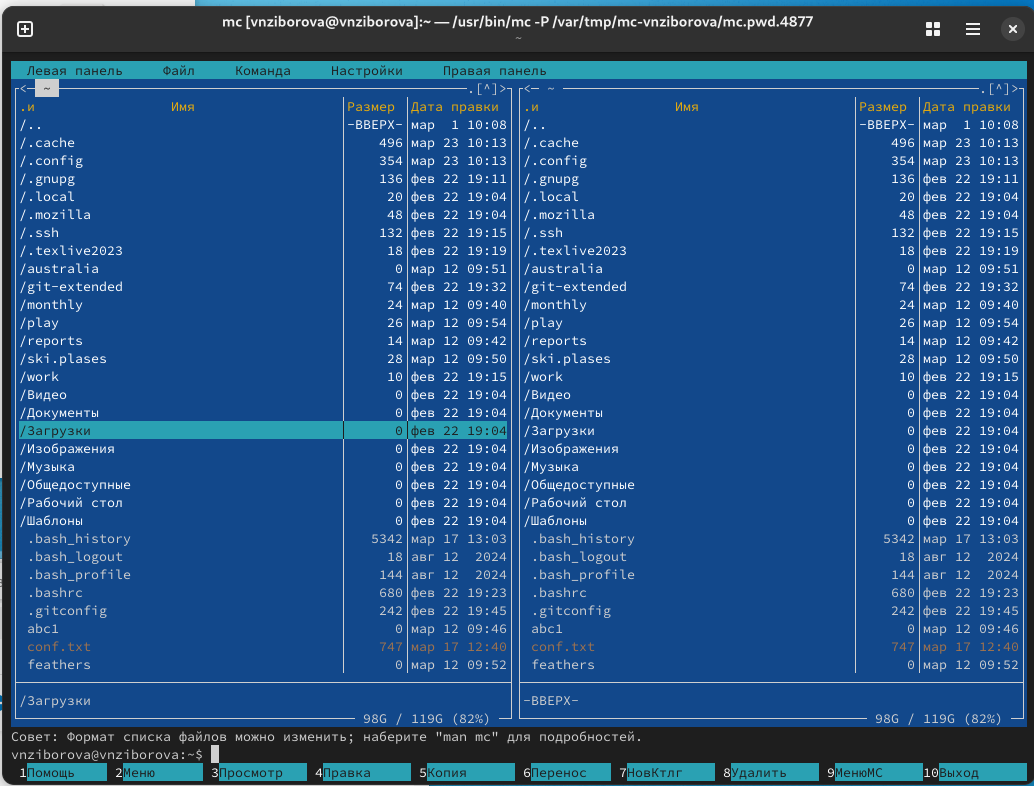 mc [vnziborova@vnziborova]:~ — /usr/bin/mc -P /var/tmp/mc-vnziborova/mc.pwd.4877
~
Левая панель Файл Команда Настройки Правая панель
<─ ~ .[^]> <─ ~ .[^]>
.и Имя Размер Дата правки .и Имя Размер Дата правки
/.. -ВВЕРХ- мар 1 10:08 /.. -ВВЕРХ- мар 1 10:08
/.cache 496 мар 23 10:13 /.cache 496 мар 23 10:13
/.config 354 мар 23 10:13 /.config 354 мар 23 10:13
/.gnupg 136 фев 22 19:11 /.gnupg 136 фев 22 19:11
/.local 20 фев 22 19:04 /.local 20 фев 22 19:04
/.mozilla 48 фев 22 19:04 /.mozilla 48 фев 22 19:04
/.ssh 132 фев 22 19:15 /.ssh 132 фев 22 19:15
/.texlive2023 18 фев 22 19:19 /.texlive2023 18 фев 22 19:19
/australia 0 мар 12 09:51 /australia 0 мар 12 09:51
/git-extended 74 фев 22 19:32 /git-extended 74 фев 22 19:32
/monthly 24 мар 12 09:40 /monthly 24 мар 12 09:40
/play 26 мар 12 09:54 /play 26 мар 12 09:54
/reports 14 мар 12 09:42 /reports 14 мар 12 09:42
/ski.plases 28 мар 12 09:50 /ski.plases 28 мар 12 09:50
/work 10 фев 22 19:15 /work 10 фев 22 19:15
/Видео 0 фев 22 19:04 /Видео 0 фев 22 19:04
/Документы 0 фев 22 19:04 /Документы 0 фев 22 19:04
/Загрузки 0 фев 22 19:04 /Загрузки 0 фев 22 19:04
/Изображения 0 фев 22 19:04 /Изображения 0 фев 22 19:04
/Музыка 0 фев 22 19:04 /Музыка 0 фев 22 19:04
/Общедоступные 0 фев 22 19:04 /Общедоступные 0 фев 22 19:04
/Рабочий стол 0 фев 22 19:04 /Рабочий стол 0 фев 22 19:04
/Шаблоны 0 фев 22 19:04 /Шаблоны 0 фев 22 19:04
.bash_history 5342 мар 17 13:03 .bash_history 5342 мар 17 13:03
.bash_logout 18 авг 12 2024 .bash_logout 18 авг 12 2024
.bash_profile 144 авг 12 2024 .bash_profile 144 авг 12 2024
.bashrc 680 фев 22 19:23 .bashrc 680 фев 22 19:23
.gitconfig 242 фев 22 19:45 .gitconfig 242 фев 22 19:45
abc1 0 мар 12 09:46 abc1 0 мар 12 09:46
conf.txt 747 мар 17 12:40 conf.txt 747 мар 17 12:40
feathers 0 мар 12 09:52 feathers 0 мар 12 09:52
/Загрузки -ВВЕРХ-
98G / 119G (82%) 98G / 119G (82%)
Совет: Формат списка файлов можно изменить; наберите "man mc" для подробностей.
vnziborova@vnziborova:~$
1Помощь 2Меню 3Просмотр 4Правка 5Копия 6Перенос 7НовКтлг 8Удалить 9МенюМС 10Выход